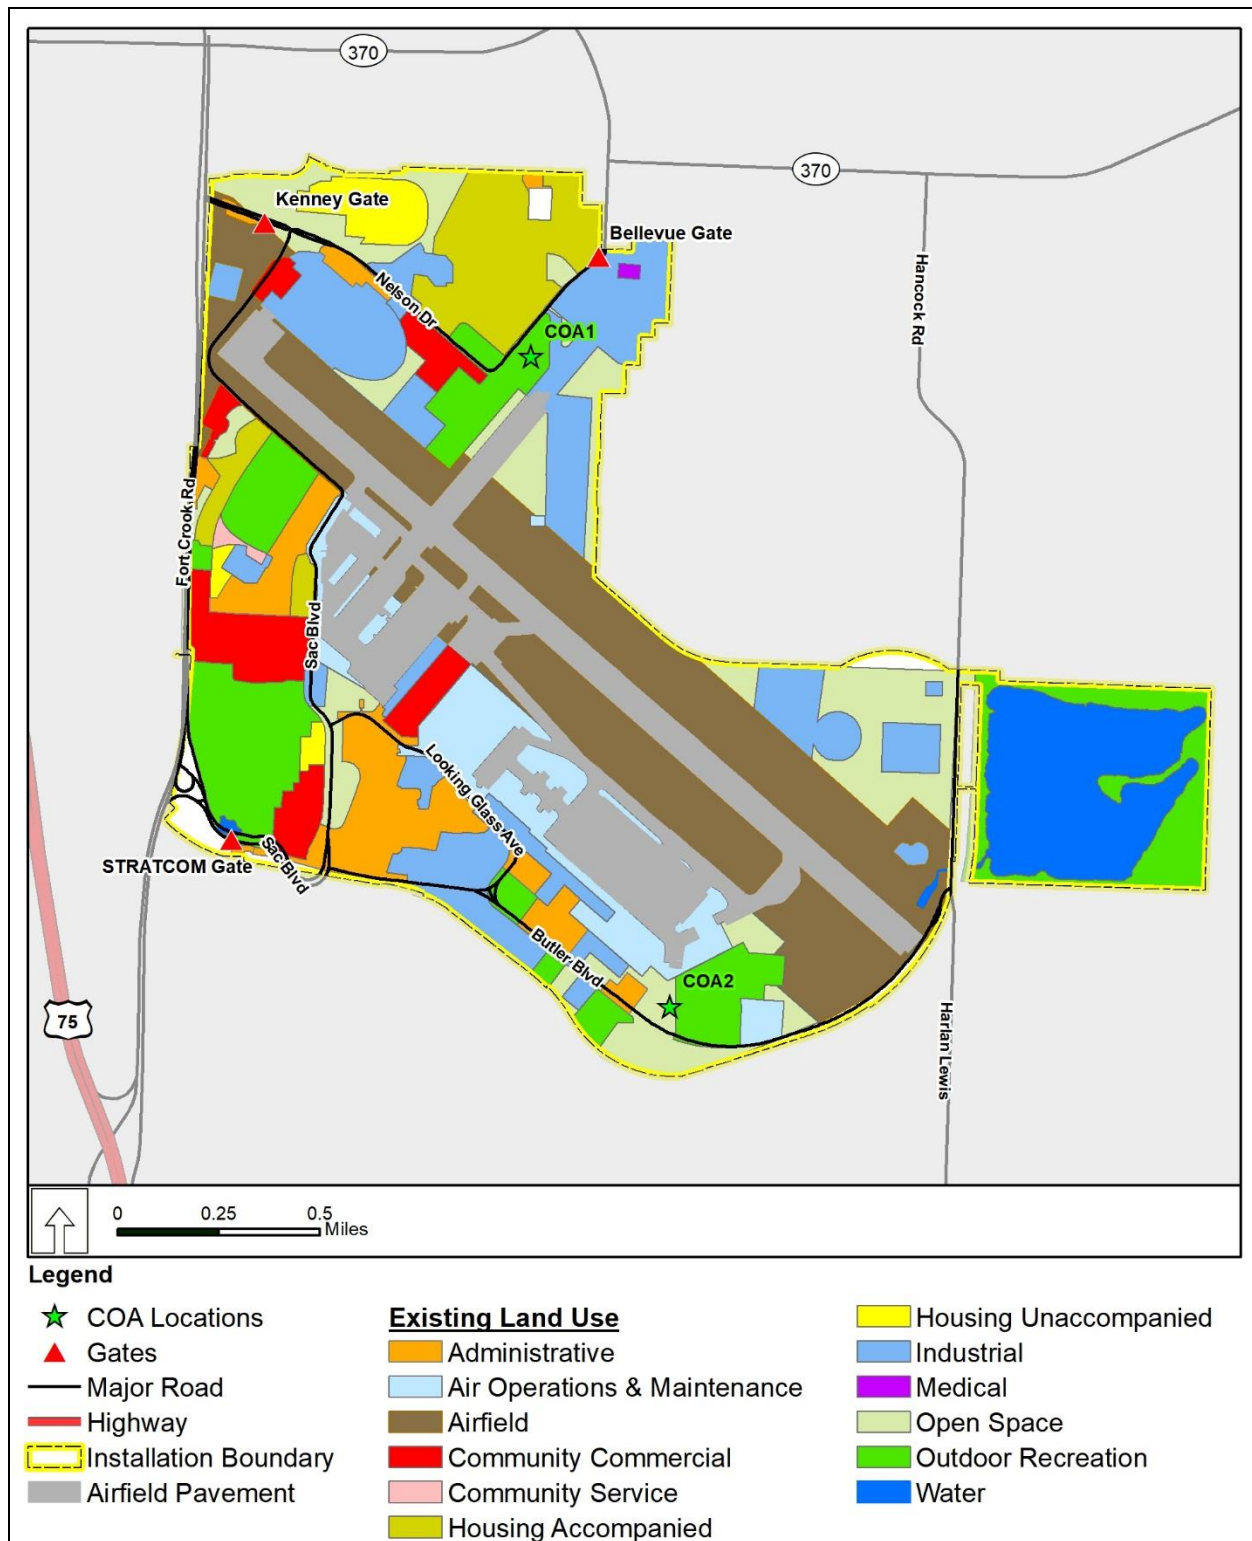 370
370
Kenney Gate
Bellevue Gate
Nelson Dr
Hancock Rd
COA1
Fort Crook Rd
Sac Blvd
Looking Glass Ave
STRATCOM Gate
Sac Blvd
Butler Blvd
COA2
75
Harlan Lewis
0 0.25 0.5
Miles
Legend
COA Locations
Gates
Major Road
Highway
Installation Boundary
Airfield Pavement
Existing Land Use
Administrative
Air Operations & Maintenance
Airfield
Community Commercial
Community Service
Housing Accompanied
Housing Unaccompanied
Industrial
Medical
Open Space
Outdoor Recreation
Water